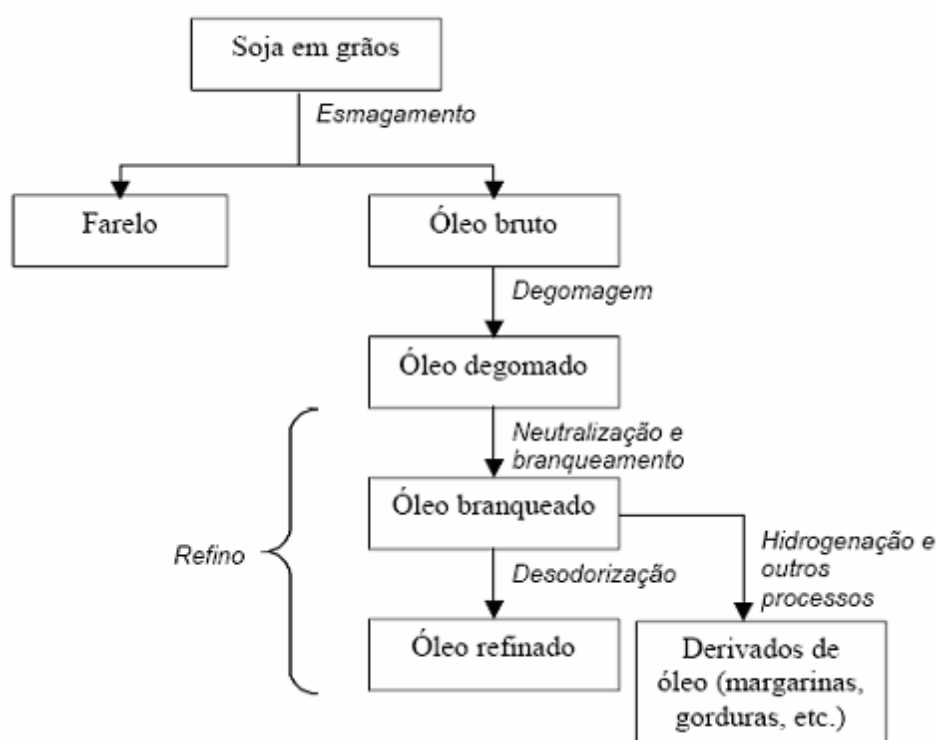 Soja em grãos
Esmagamento
Farelo
Óleo bruto
Degomagem
Óleo degomado
Neutralização e
branqueamento
Óleo branqueado
Refino
Desodorização
Hidrogenação e
outros
processos
Óleo refinado
Derivados de
óleo (margarinas,
gorduras, etc.)